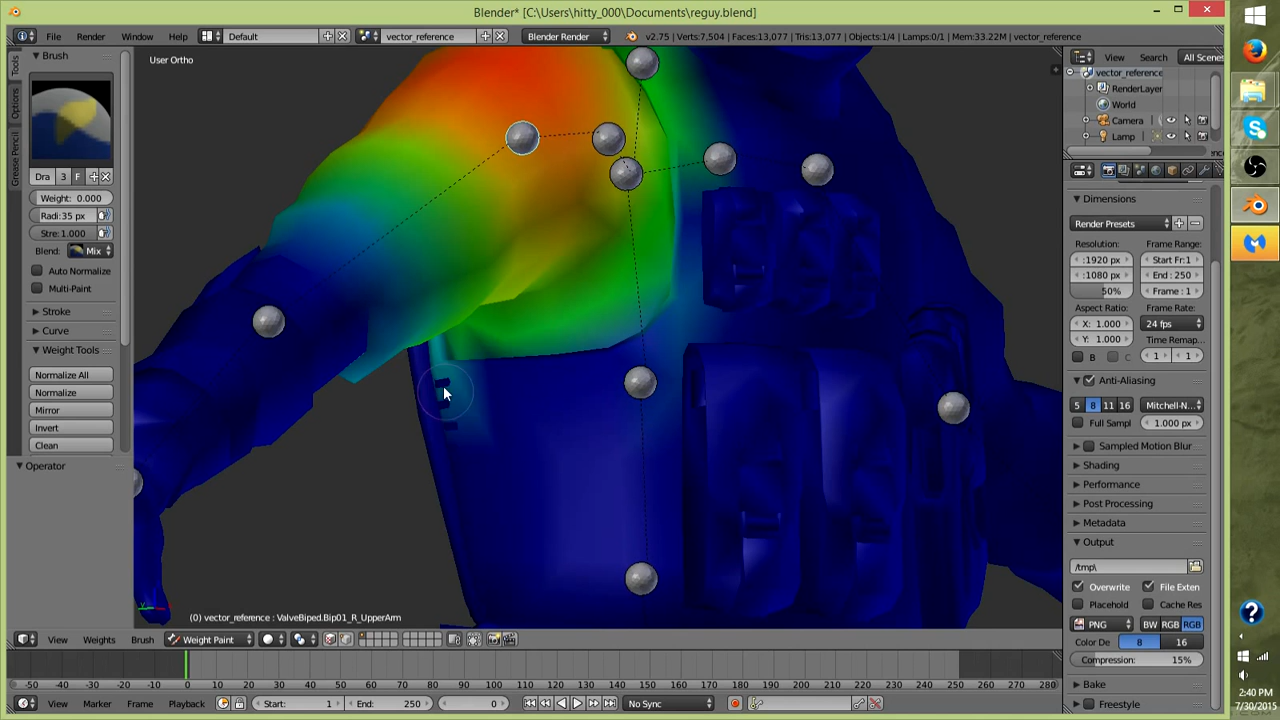 Blender* [C:\Users\hitty_000\Documents\reguy.blend]
File Render Window Help Default vector_reference Blender Render v2.75 | Verts:7,504 | Faces:13,077 | Tris:13,077 | Objects:1/4 | Lamps:0/1 | Mem:33.22M | vector_reference
Tools
Options
Grease Pencil
Brush
Dra 3 F
Weight: 0.000
Radi:35 px
Stre:1.000
Blend: Mix
Auto Normalize
Multi-Paint
Stroke
Curve
Weight Tools
Normalize All
Normalize
Mirror
Invert
Clean
Operator
User Ortho
(0) vector_reference : ValveBiped.Bip01_R_UpperArm
View Weights Brush Weight Paint
-50 -40 -30 -20 -10 0 10 20 30 40 50 60 70 80 90 100 110 120 130 140 150 160 170 180 190 200 210 220 230 240 250 260 270 280
View Marker Frame Playback Start: 1 End: 250 0 No Sync
View Search All Scenes
vector_reference
RenderLayer
World
Camera
Lamp
Dimensions
Render Presets
Resolution: Frame Range:
:1920 px Start Fr:1
:1080 px End : 250
50% Frame : 1
Aspect Ratio: Frame Rate:
X: 1.000 24 fps
Y: 1.000 Time Remap...
B C 1 1
Anti-Aliasing
5 8 11 16 Mitchell-N...
Full Sampl 1.000 px
Sampled Motion Blur
Shading
Performance
Post Processing
Metadata
Output
/tmp\
Overwrite File Exten
Placehold Cache Res
PNG BW RGB RGB
Color De 8 16
Compression: 15%
Bake
Freestyle
2:40 PM
7/30/2015